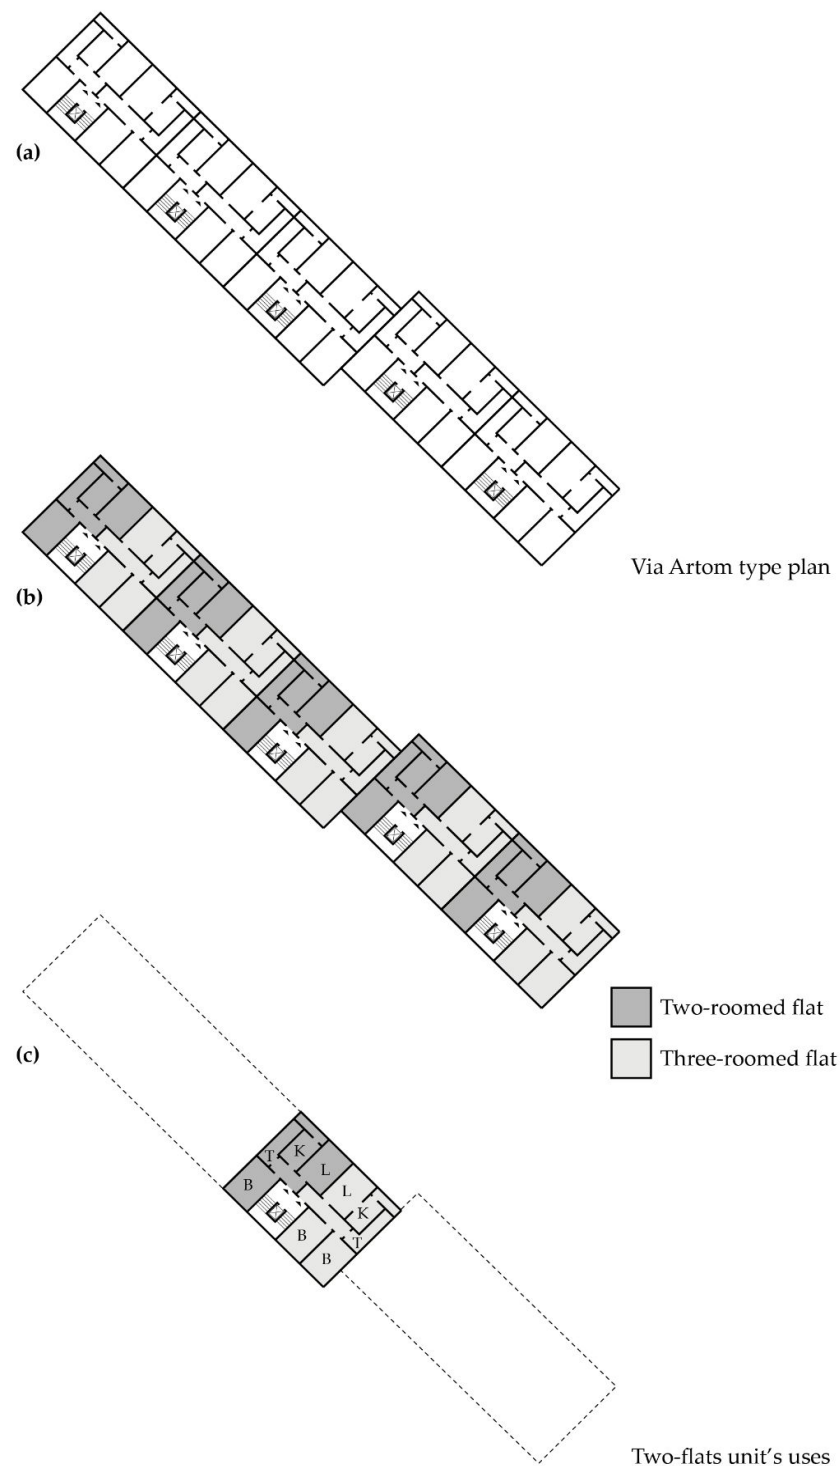 (a)
Via Artom type plan
(b)
Two-roomed flat
Three-roomed flat
(c)
K
T
L
B
L
K
B
T
B
Two-flats unit's uses